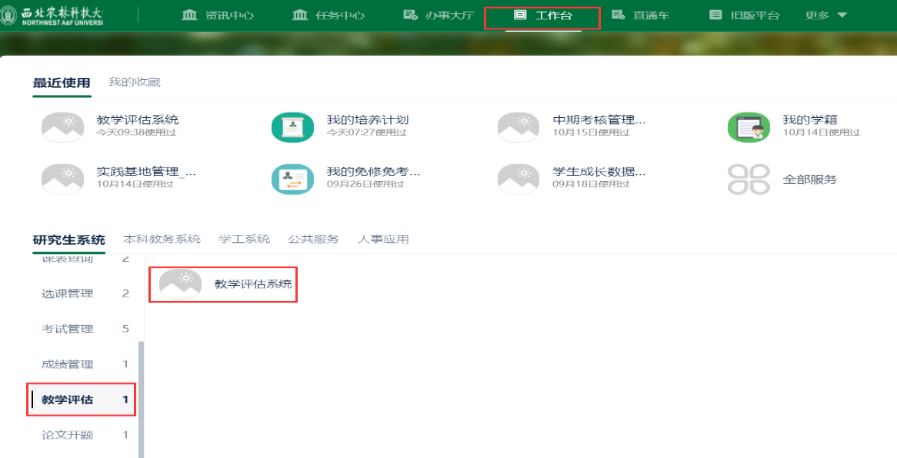 西北农林科技大
NORTHWEST A&F UNIVERSI
资讯中心
任务中心
办事大厅
工作台
直通车
旧版平台
更多
最近使用
我的收藏
教学评估系统
今天09:38使用过
我的培养计划
今天07:27使用过
中期考核管理...
10月15日使用过
我的学籍
10月14日使用过
实践基地管理_...
10月14日使用过
我的免修免考...
09月26日使用过
学生成长数据...
09月18日使用过
全部服务
研究生系统
本科教务系统
学工系统
公共服务
人事应用
课表查询 2
教学评估系统
选课管理 2
考试管理 5
成绩管理 1
教学评估 1
论文开题 1